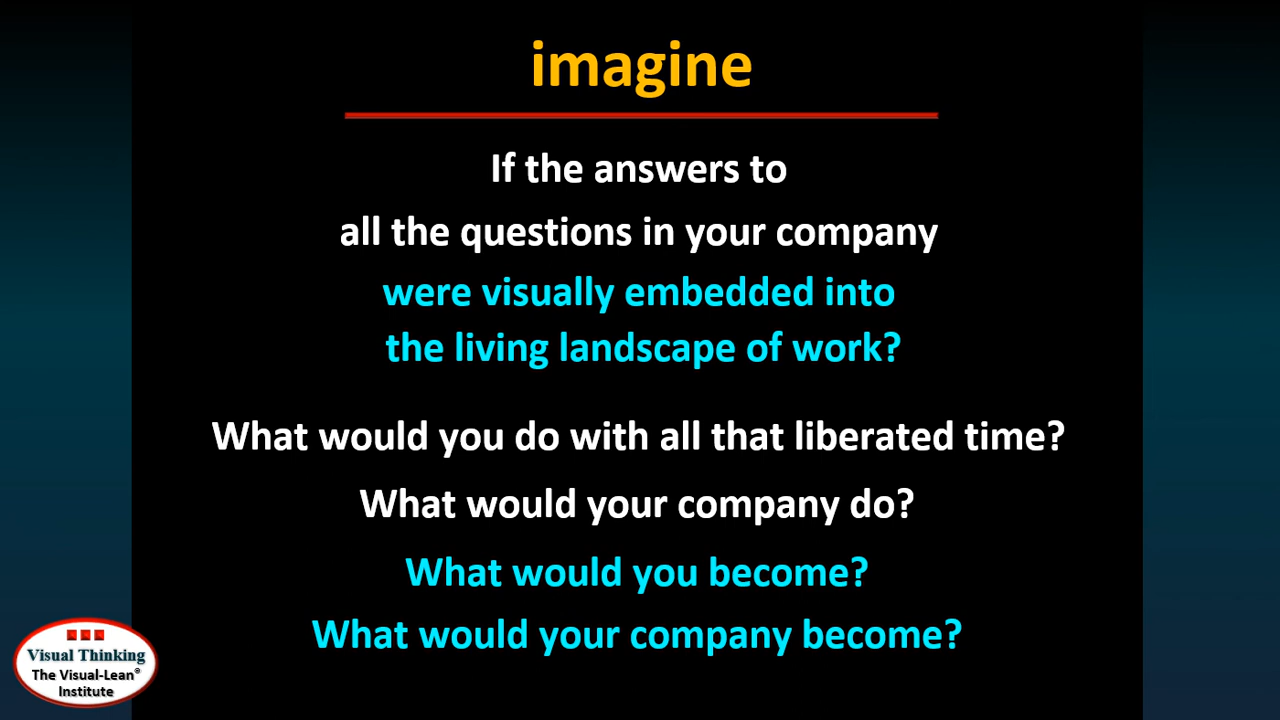 imagine
If the answers to
all the questions in your company
were visually embedded into
the living landscape of work?
What would you do with all that liberated time?
What would your company do?
What would you become?
What would your company become?
Visual Thinking
The Visual-Lean®
Institute